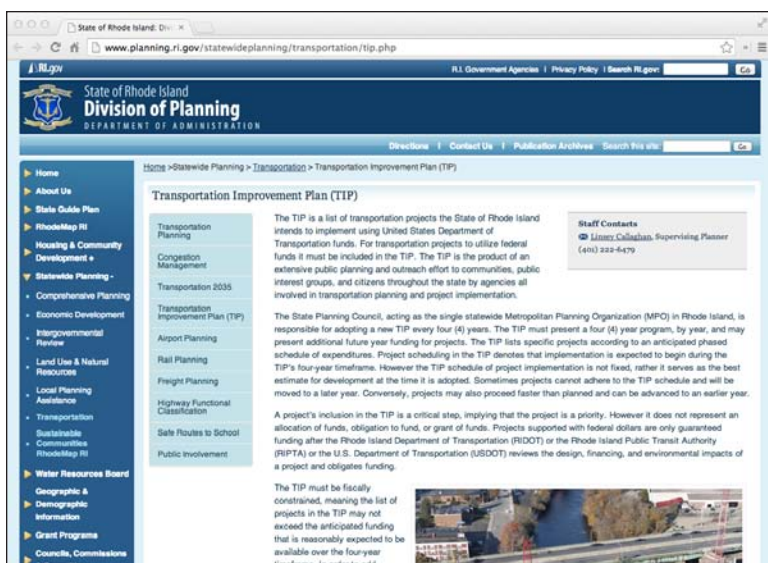 State of Rhode Island: Div
www.planning.ri.gov/statewideplanning/transportation/tip.php
RI.gov
R.I. Government Agencies | Privacy Policy | Search RI.gov: Go
State of Rhode Island
Division of Planning
DEPARTMENT OF ADMINISTRATION
Directions | Contact Us | Publication Archives Search this site: Go
Home
About Us
State Guide Plan
RhodeMap RI
Housing & Community
Development +
Statewide Planning -
Comprehensive Planning
Economic Development
Intergovernmental
Review
Land Use & Natural
Resources
Local Planning
Assistance
Transportation
Sustainable
Communities
RhodeMap RI
Water Resources Board
Geographic &
Demographic
Information
Grant Programs
Councils, Commissions
Home >Statewide Planning > Transportation > Transportation Improvement Plan (TIP)
Transportation Improvement Plan (TIP)
Transportation
Planning
Congestion
Management
Transportation 2035
Transportation
Improvement Plan (TIP)
Airport Planning
Rail Planning
Freight Planning
Highway Functional
Classification
Safe Routes to School
Public Involvement
The TIP is a list of transportation projects the State of Rhode Island
intends to implement using United States Department of
Transportation funds. For transportation projects to utilize federal
funds it must be included in the TIP. The TIP is the product of an
extensive public planning and outreach effort to communities, public
interest groups, and citizens throughout the state by agencies all
involved in transportation planning and project implementation.
Staff Contacts
Linsey Callaghan, Supervising Planner
(401) 222-6479
The State Planning Council, acting as the single statewide Metropolitan Planning Organization (MPO) in Rhode Island, is
responsible for adopting a new TIP every four (4) years. The TIP must present a four (4) year program, by year, and may
present additional future year funding for projects. The TIP lists specific projects according to an anticipated phased
schedule of expenditures. Project scheduling in the TIP denotes that implementation is expected to begin during the
TIP's four-year timeframe. However the TIP schedule of project implementation is not fixed, rather it serves as the best
estimate for development at the time it is adopted. Sometimes projects cannot adhere to the TIP schedule and will be
moved to a later year. Conversely, projects may also proceed faster than planned and can be advanced to an earlier year.
A project's inclusion in the TIP is a critical step, implying that the project is a priority. However it does not represent an
allocation of funds, obligation to fund, or grant of funds. Projects supported with federal dollars are only guaranteed
funding after the Rhode Island Department of Transportation (RIDOT) or the Rhode Island Public Transit Authority
(RIPTA) or the U.S. Department of Transportation (USDOT) reviews the design, financing, and environmental impacts of
a project and obligates funding.
The TIP must be fiscally
constrained, meaning the list of
projects in the TIP may not
exceed the anticipated funding
that is reasonably expected to be
available over the four-year